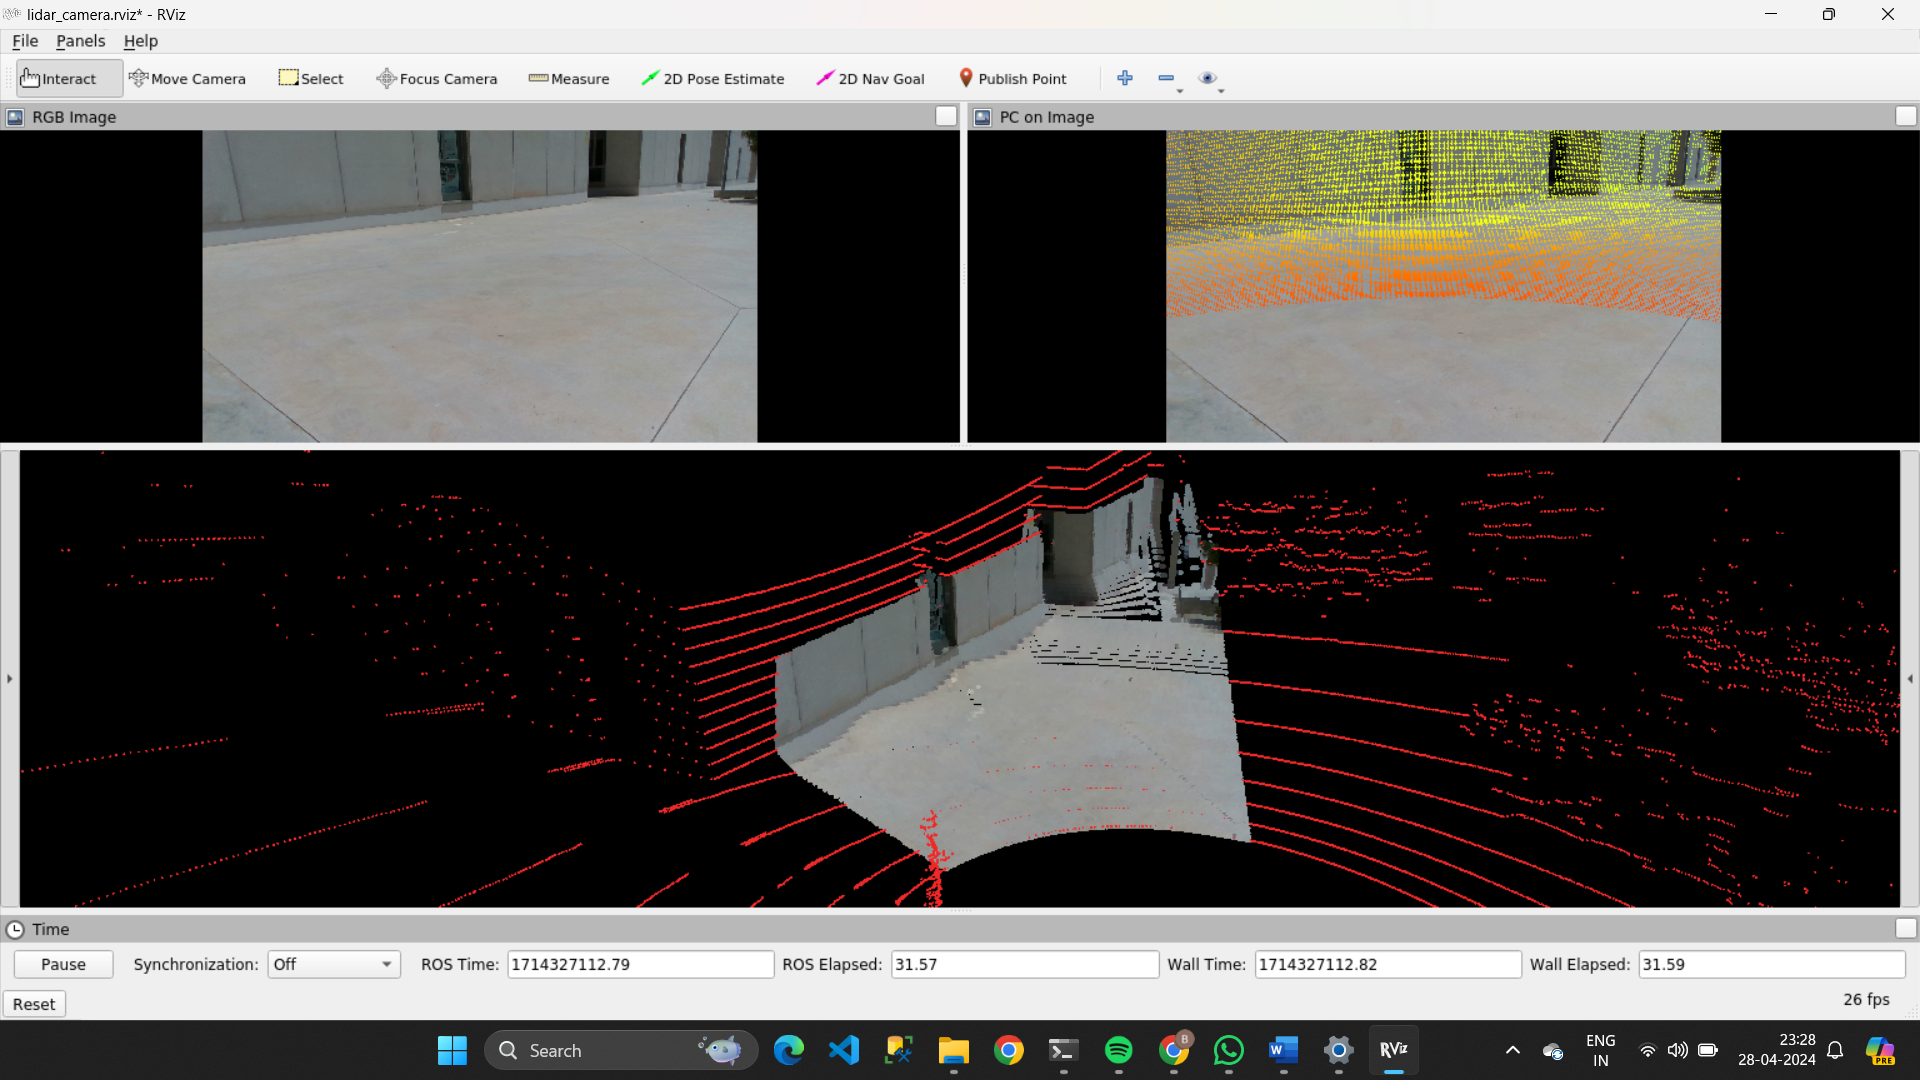 lidar_camera.rviz* - RViz
File Panels Help
Interact Move Camera Select Focus Camera Measure 2D Pose Estimate 2D Nav Goal Publish Point
RGB Image
PC on Image
Time
Pause Synchronization: Off ROS Time: 1714327112.79 ROS Elapsed: 31.57 Wall Time: 1714327112.82 Wall Elapsed: 31.59
Reset 26 fps
Search
B
RViz
ENG
IN
23:28
28-04-2024
PRE